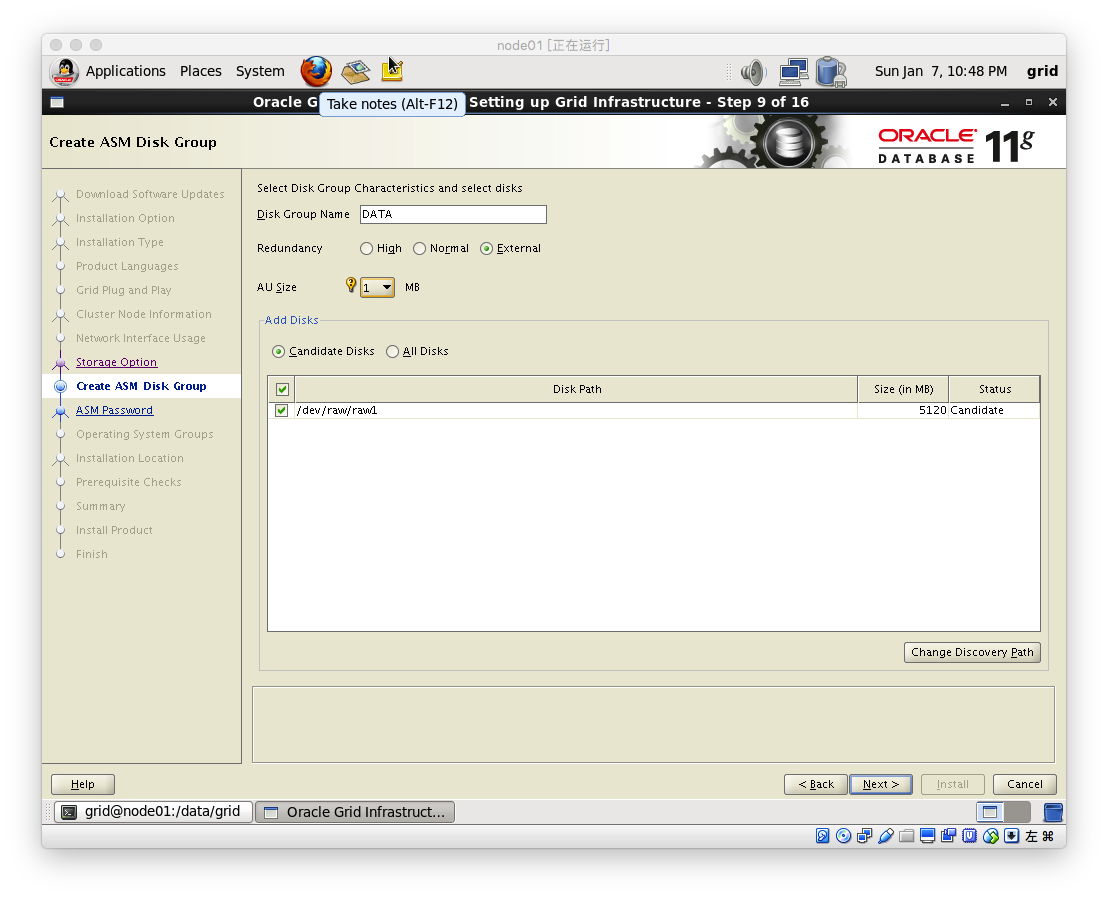 node01 [正在运行]
Applications Places System Sun Jan 7, 10:48 PM grid
Oracle G Take notes (Alt-F12) Setting up Grid Infrastructure - Step 9 of 16
Create ASM Disk Group
ORACLE
DATABASE 11g
Download Software Updates
Installation Option
Installation Type
Product Languages
Grid Plug and Play
Cluster Node Information
Network Interface Usage
Storage Option
Create ASM Disk Group
ASM Password
Operating System Groups
Installation Location
Prerequisite Checks
Summary
Install Product
Finish
Select Disk Group Characteristics and select disks
Disk Group Name DATA
Redundancy High Normal External
AU Size 1 MB
Add Disks
Candidate Disks All Disks
Disk Path Size (in MB) Status
/dev/raw/raw1 5120 Candidate
Change Discovery Path
Help < Back Next > Install Cancel
grid@node01:/data/grid Oracle Grid Infrastruct...
左 ⌘